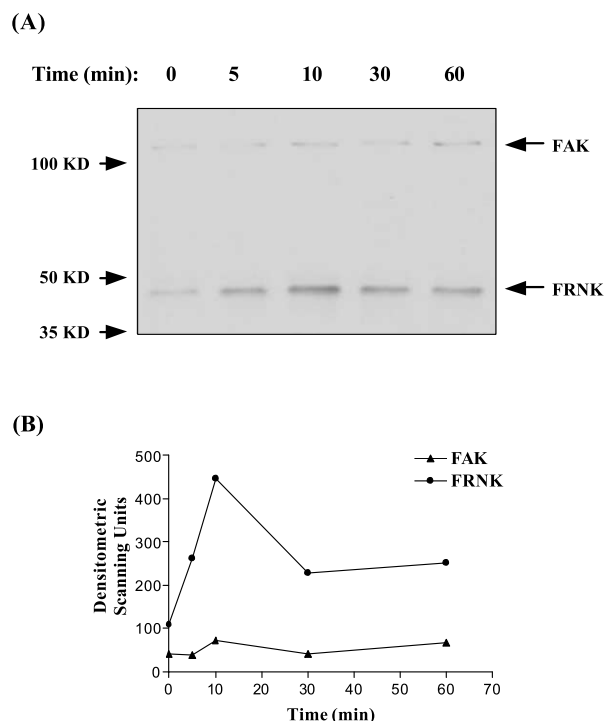 (A)
Time (min): 0 5 10 30 60
FAK
100 KD
50 KD
FRNK
35 KD
(B)
500
FAK
FRNK
400
300
200
100
0
Densitometric
Scanning Units
0 10 20 30 40 50 60 70
Time (min)